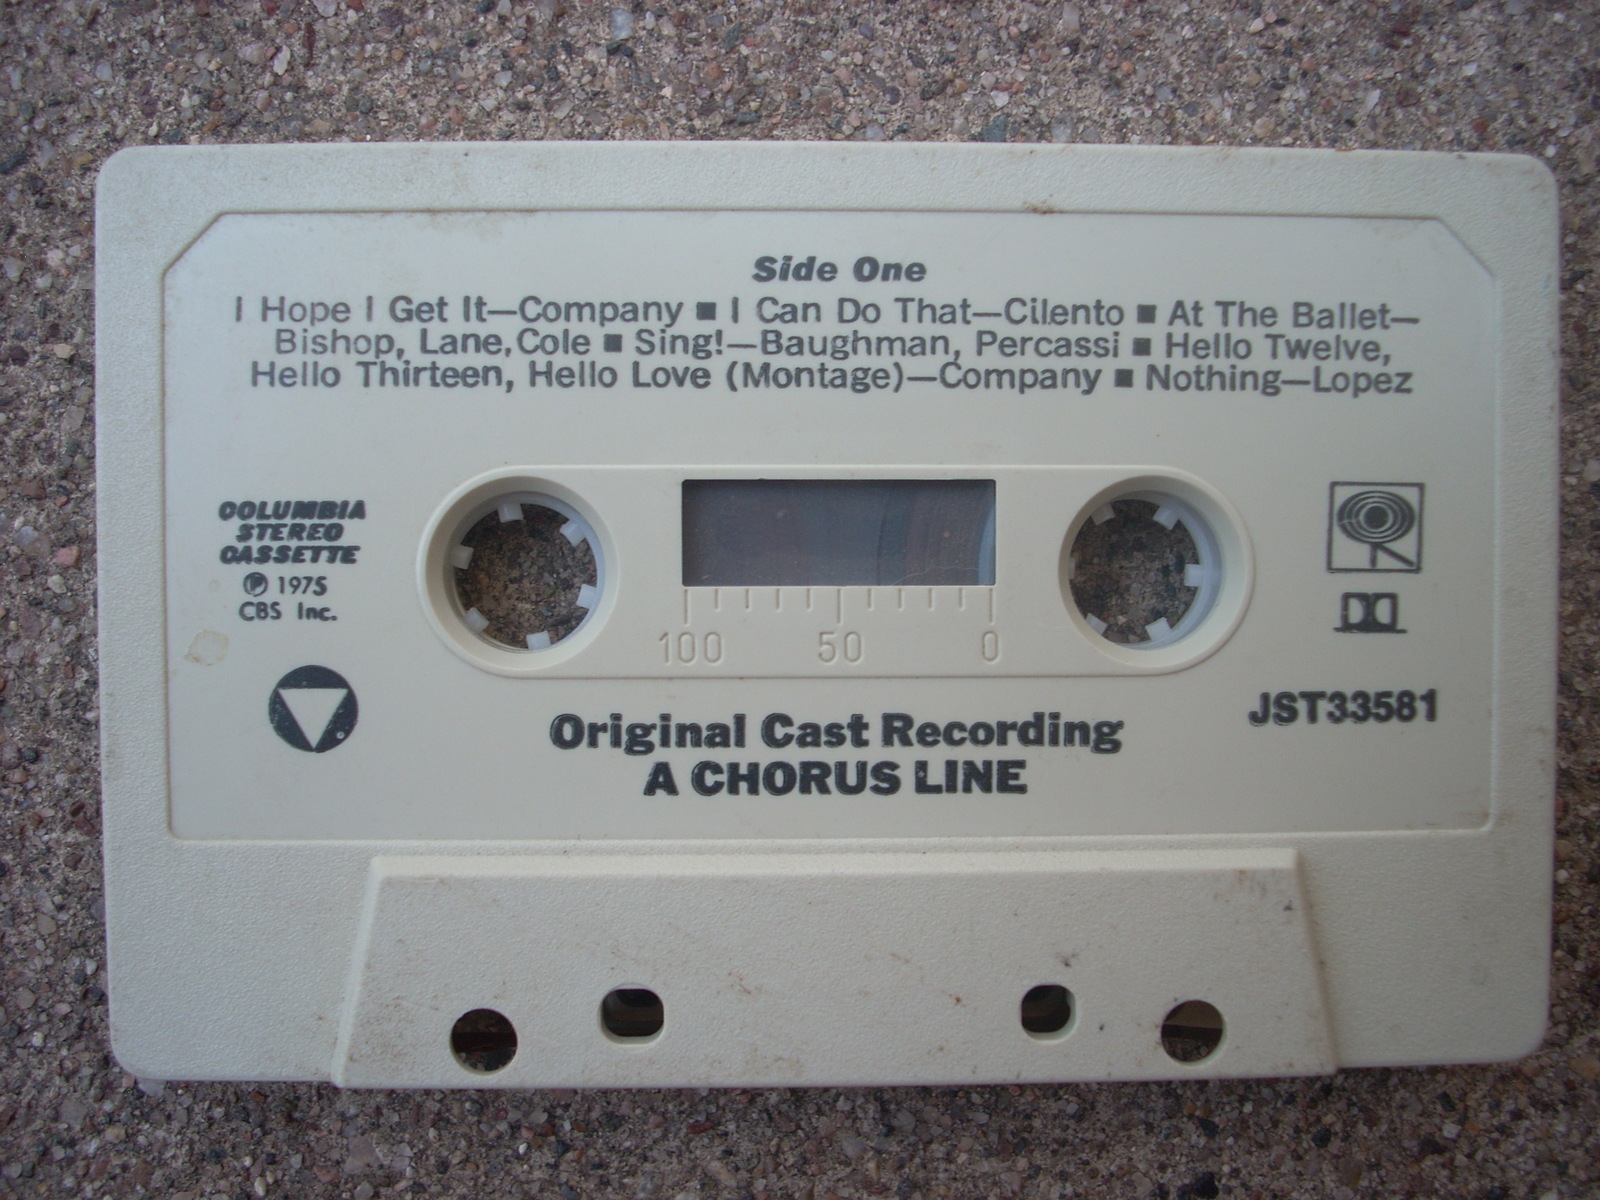 Side One
I Hope I Get It—Company ■ I Can Do That—Cilento ■ At The Ballet—
Bishop, Lane, Cole ■ Sing!—Baughman, Percassi ■ Hello Twelve,
Hello Thirteen, Hello Love (Montage)—Company ■ Nothing—Lopez
COLUMBIA
STEREO
CASSETTE
℗ 1975
CBS Inc.
100 50 0
JST33581
Original Cast Recording
A CHORUS LINE